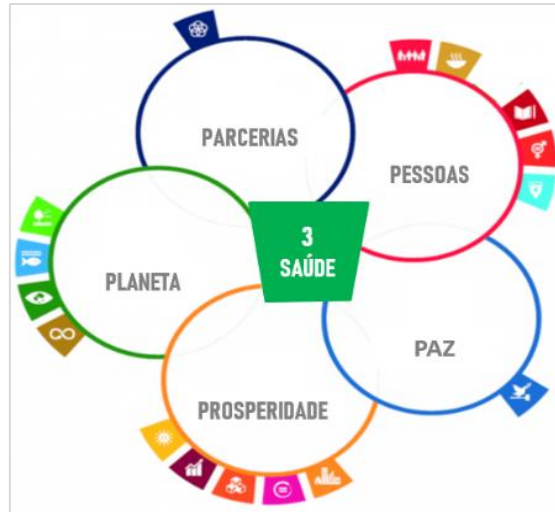 PARCERIAS
PESSOAS
3
SAÚDE
PLANETA
PAZ
PROSPERIDADE